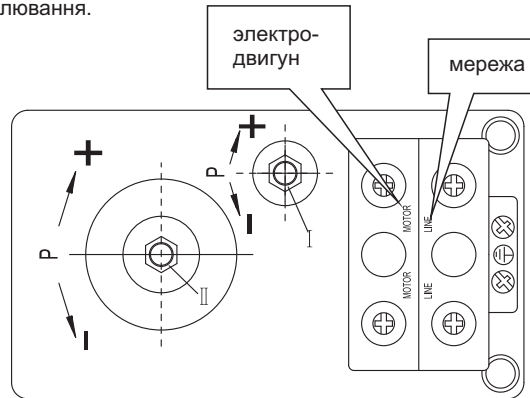 лювання.
электро-
двигун
мережа
+
+
P
P
I
MOTOR
LINE
II
MOTOR
LINE
-
-